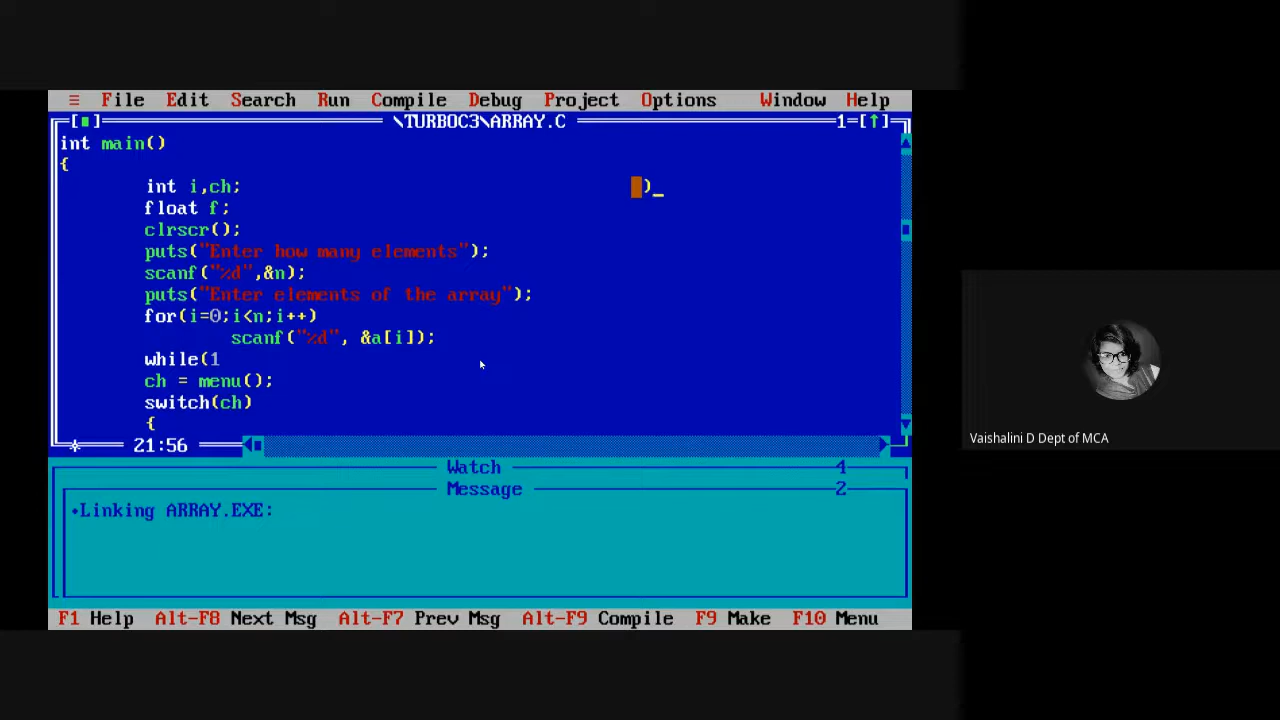 ≡ File Edit Search Run Compile Debug Project Options Window Help
[■] \TURBOC3\ARRAY.C 1=[↑]
int main()
{
int i,ch; )_
float f;
clrscr();
puts("Enter how many elements");
scanf("%d",&n);
puts("Enter elements of the array");
for(i=0;i<n;i++)
scanf("%d", &a[i]);
while(1
ch = menu();
switch(ch)
{
21:56
Watch 4
Message 2
•Linking ARRAY.EXE:
F1 Help Alt-F8 Next Msg Alt-F7 Prev Msg Alt-F9 Compile F9 Make F10 Menu
Vaishalini D Dept of MCA